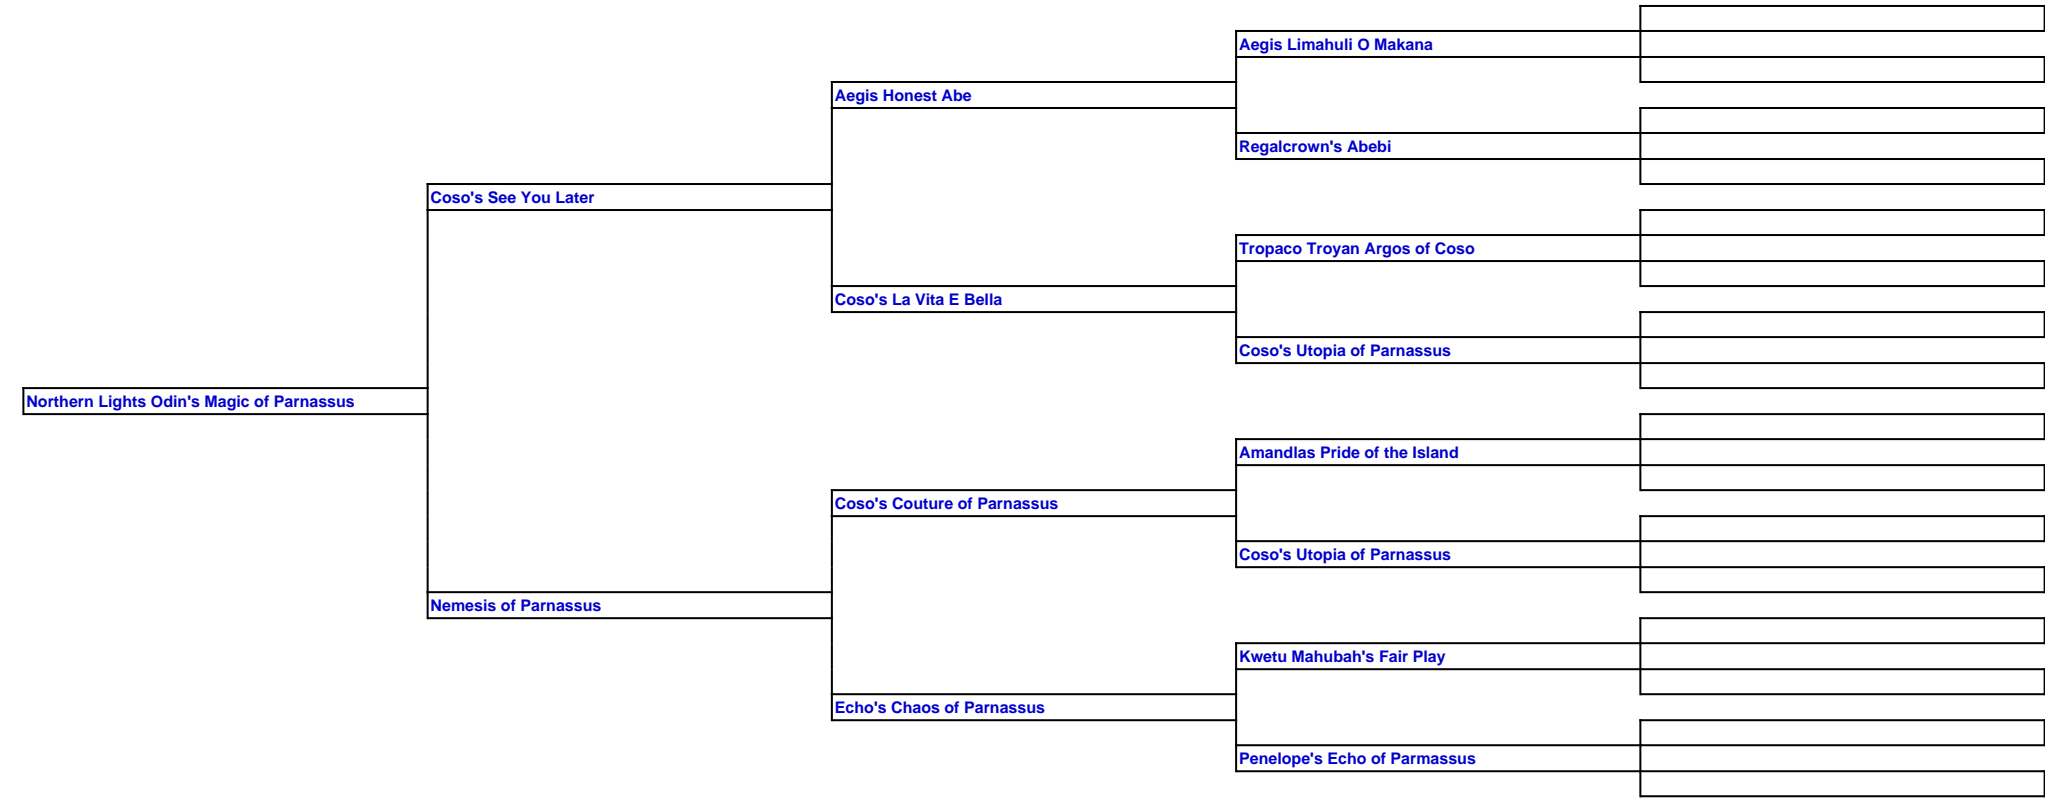 Aegis Limahuli O Makana
Aegis Honest Abe
Regalcrown's Abebi
Coso's See You Later
Tropaco Troyan Argos of Coso
Coso's La Vita E Bella
Coso's Utopia of Parnassus
Northern Lights Odin's Magic of Parnassus
Amandlas Pride of the Island
Coso's Couture of Parnassus
Coso's Utopia of Parnassus
Nemesis of Parnassus
Kwetu Mahubah's Fair Play
Echo's Chaos of Parnassus
Penelope's Echo of Parmassus